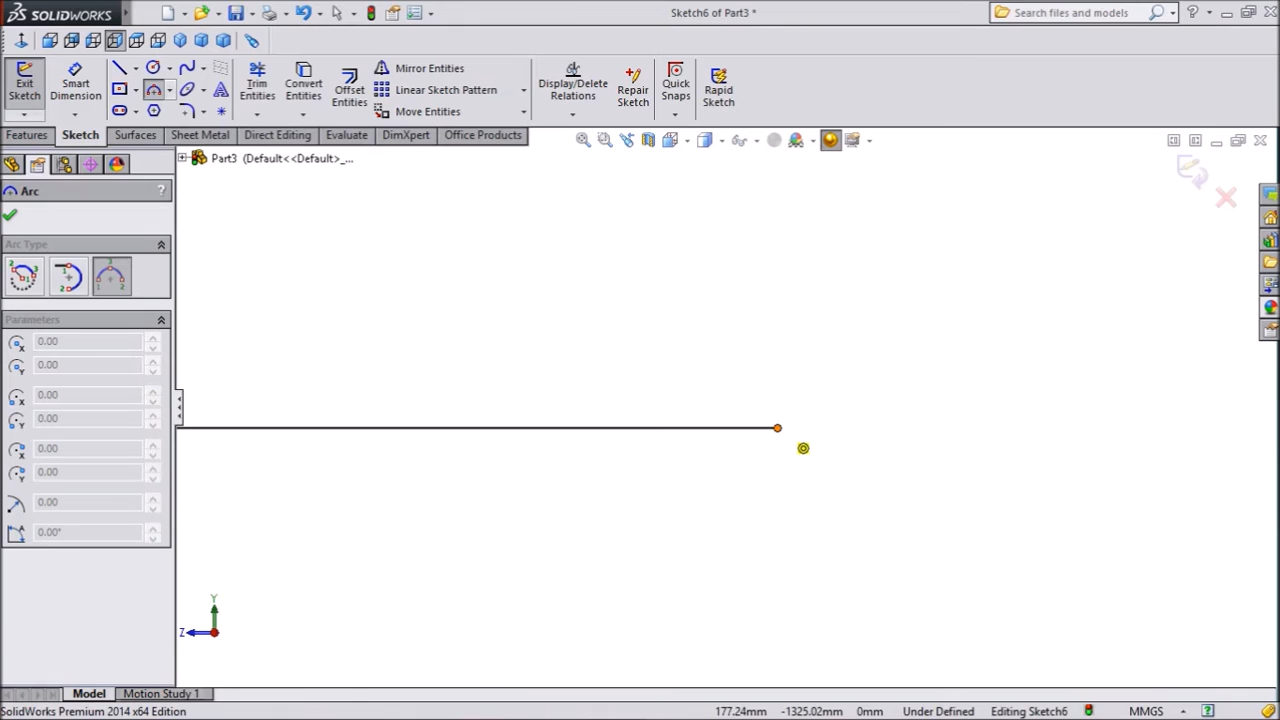 SOLIDWORKS
Sketch6 of Part3 *
Search files and models
Exit Sketch
Smart Dimension
Trim Entities
Convert Entities
Offset Entities
Mirror Entities
Linear Sketch Pattern
Move Entities
Display/Delete Relations
Repair Sketch
Quick Snaps
Rapid Sketch
Features
Sketch
Surfaces
Sheet Metal
Direct Editing
Evaluate
DimXpert
Office Products
Part3 (Default<<Default>_...
Arc
?
Arc Type
Parameters
0.00
0.00
0.00
0.00
0.00
0.00
0.00
0.00°
Y
Z
Model
Motion Study 1
SolidWorks Premium 2014 x64 Edition
177.24mm
-1325.02mm
0mm
Under Defined
Editing Sketch6
MMGS